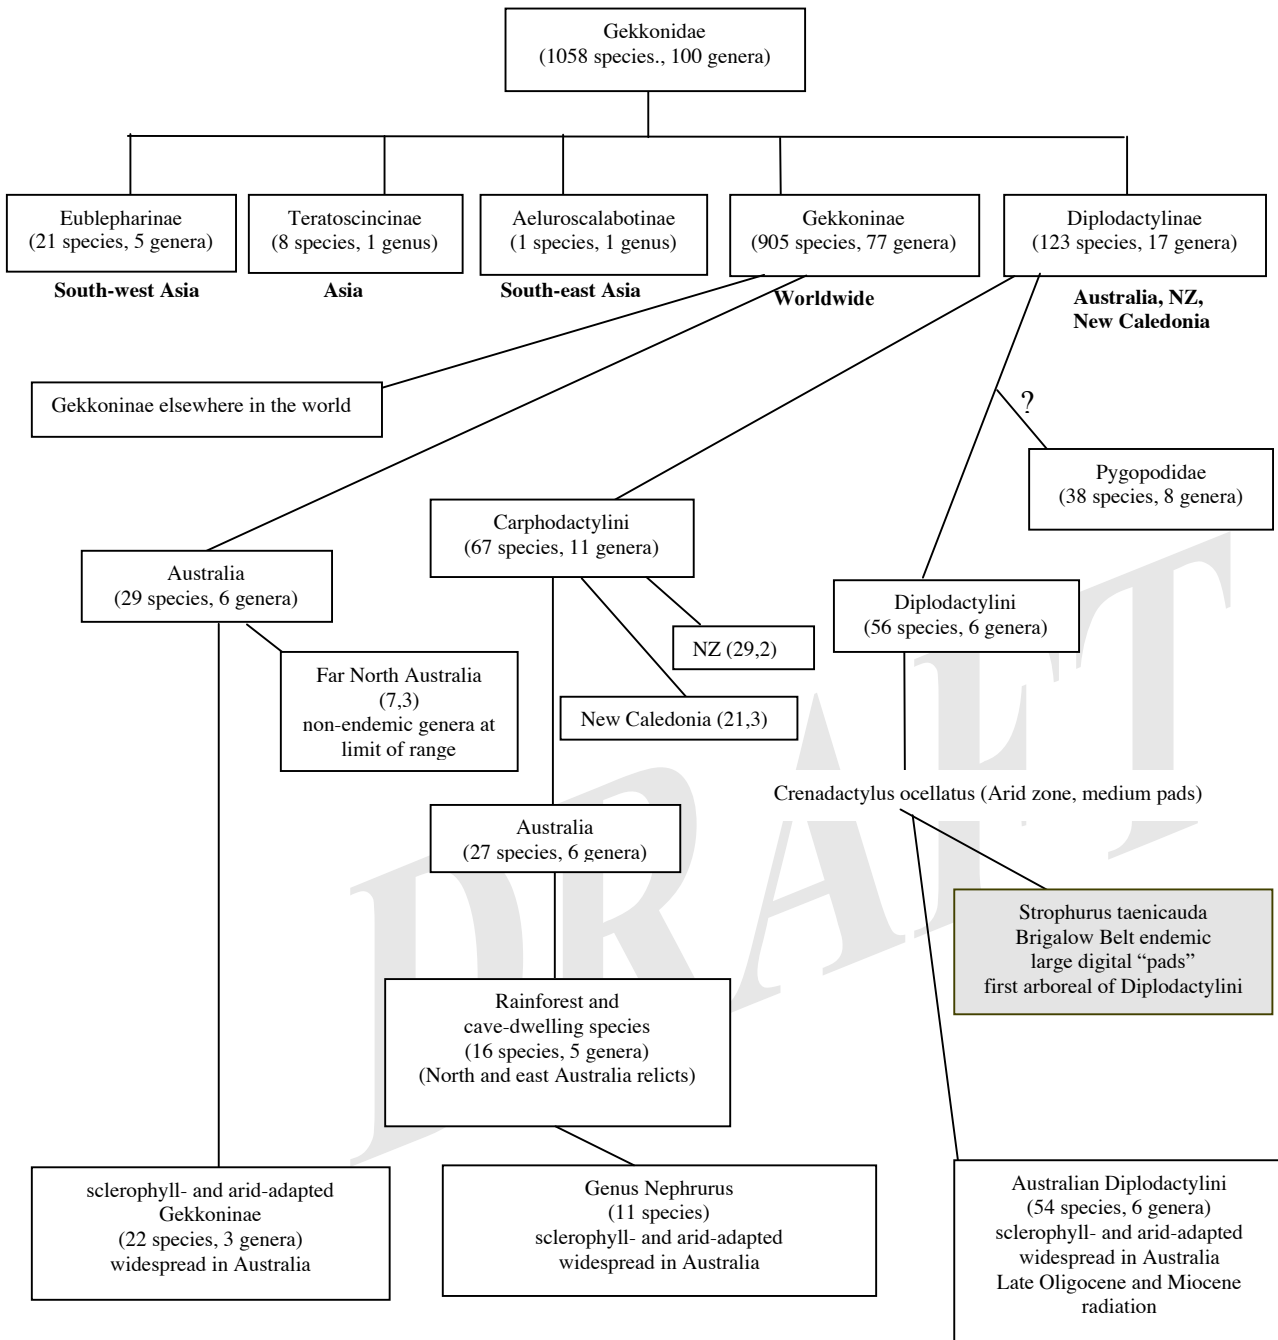 Gekkonidae
(1058 species., 100 genera)
Eublepharinae
(21 species, 5 genera)
South-west Asia
Teratoscincinae
(8 species, 1 genus)
Asia
Aeluroscalabotinae
(1 species, 1 genus)
South-east Asia
Gekkoninae
(905 species, 77 genera)
Worldwide
Diplodactylinae
(123 species, 17 genera)
Australia, NZ,
New Caledonia
Gekkoninae elsewhere in the world
?
Pygopodidae
(38 species, 8 genera)
Carphodactylini
(67 species, 11 genera)
Australia
(29 species, 6 genera)
Diplodactylini
(56 species, 6 genera)
NZ (29,2)
Far North Australia
(7,3)
non-endemic genera at
limit of range
New Caledonia (21,3)
Crenadactylus ocellatus (Arid zone, medium pads)
Australia
(27 species, 6 genera)
Strophurus taenicauda
Brigalow Belt endemic
large digital “pads”
first arboreal of Diplodactylini
Rainforest and
cave-dwelling species
(16 species, 5 genera)
(North and east Australia relicts)
sclerophyll- and arid-adapted
Gekkoninae
(22 species, 3 genera)
widespread in Australia
Genus Nephrurus
(11 species)
sclerophyll- and arid-adapted
widespread in Australia
Australian Diplodactylini
(54 species, 6 genera)
sclerophyll- and arid-adapted
widespread in Australia
Late Oligocene and Miocene
radiation
DRAFT